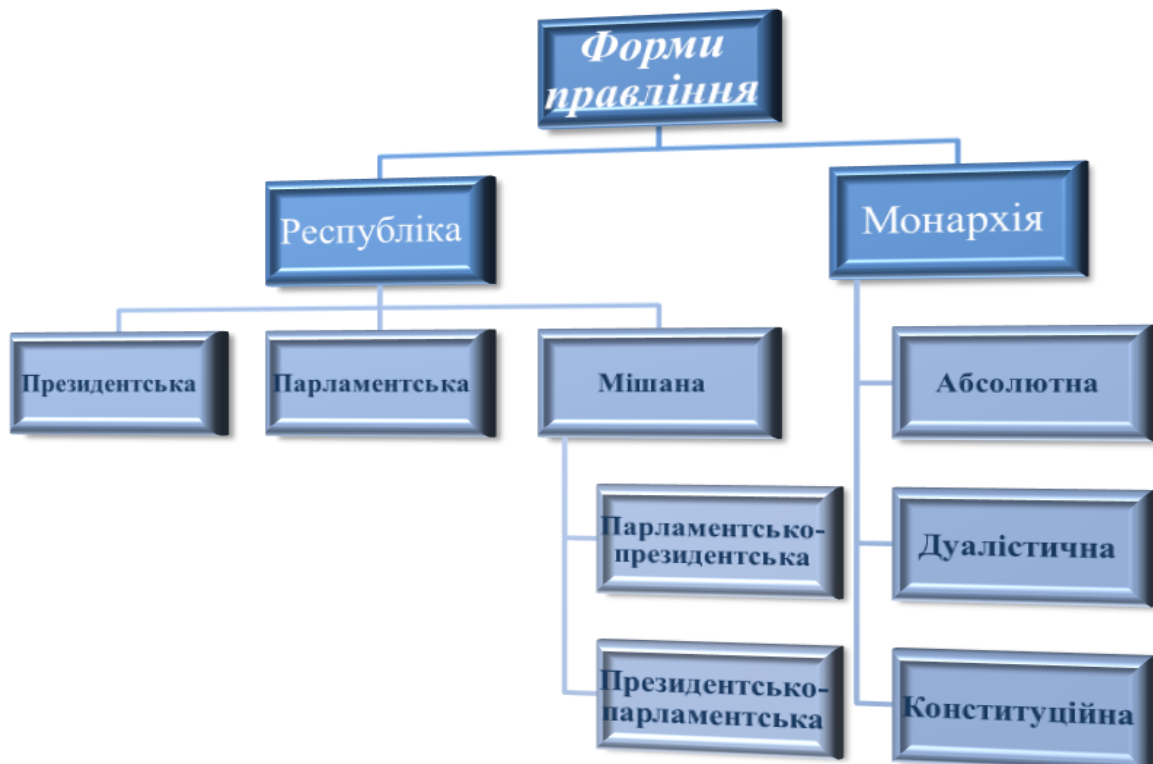 Форми
правління
Республіка
Монархія
Президентська
Парламентська
Мішана
Абсолютна
Парламентсько-
президентська
Дуалістична
Президентсько-
парламентська
Конституційна